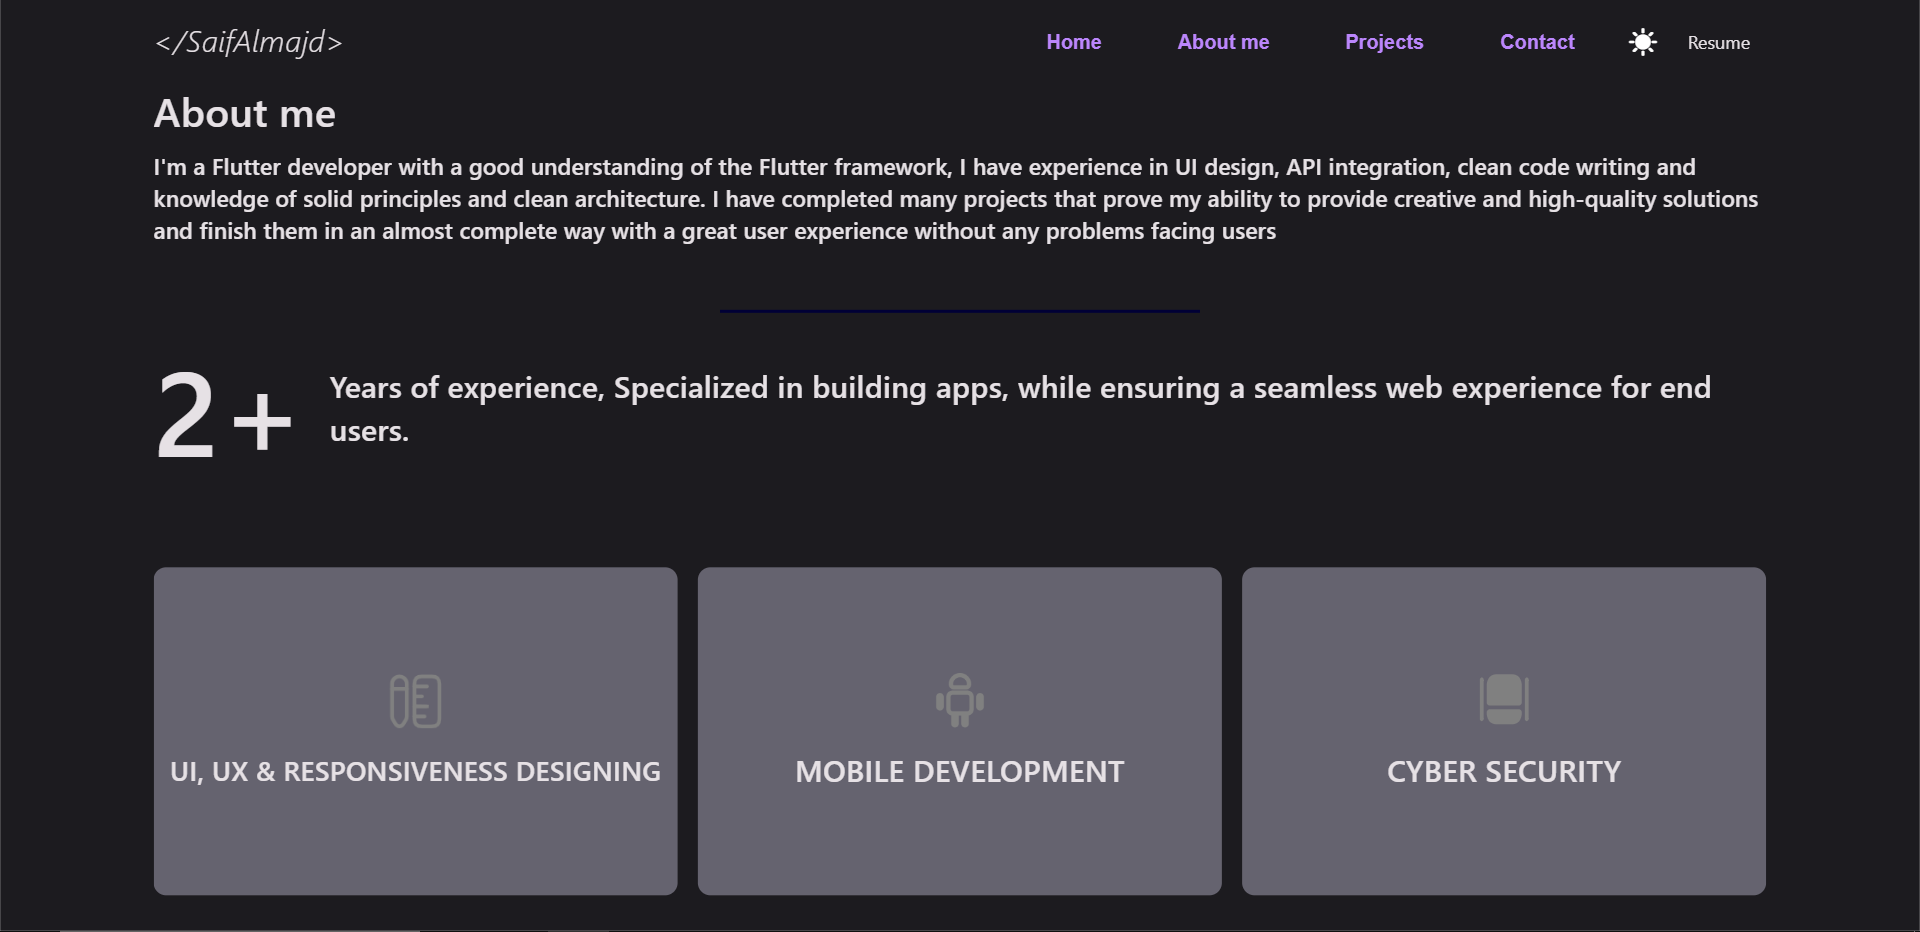 </SaifAlmajd>
Home
About me
Projects
Contact
Resume
About me
I'm a Flutter developer with a good understanding of the Flutter framework, I have experience in UI design, API integration, clean code writing and
knowledge of solid principles and clean architecture. I have completed many projects that prove my ability to provide creative and high-quality solutions
and finish them in an almost complete way with a great user experience without any problems facing users
2+
Years of experience, Specialized in building apps, while ensuring a seamless web experience for end
users.
UI, UX & RESPONSIVENESS DESIGNING
MOBILE DEVELOPMENT
CYBER SECURITY